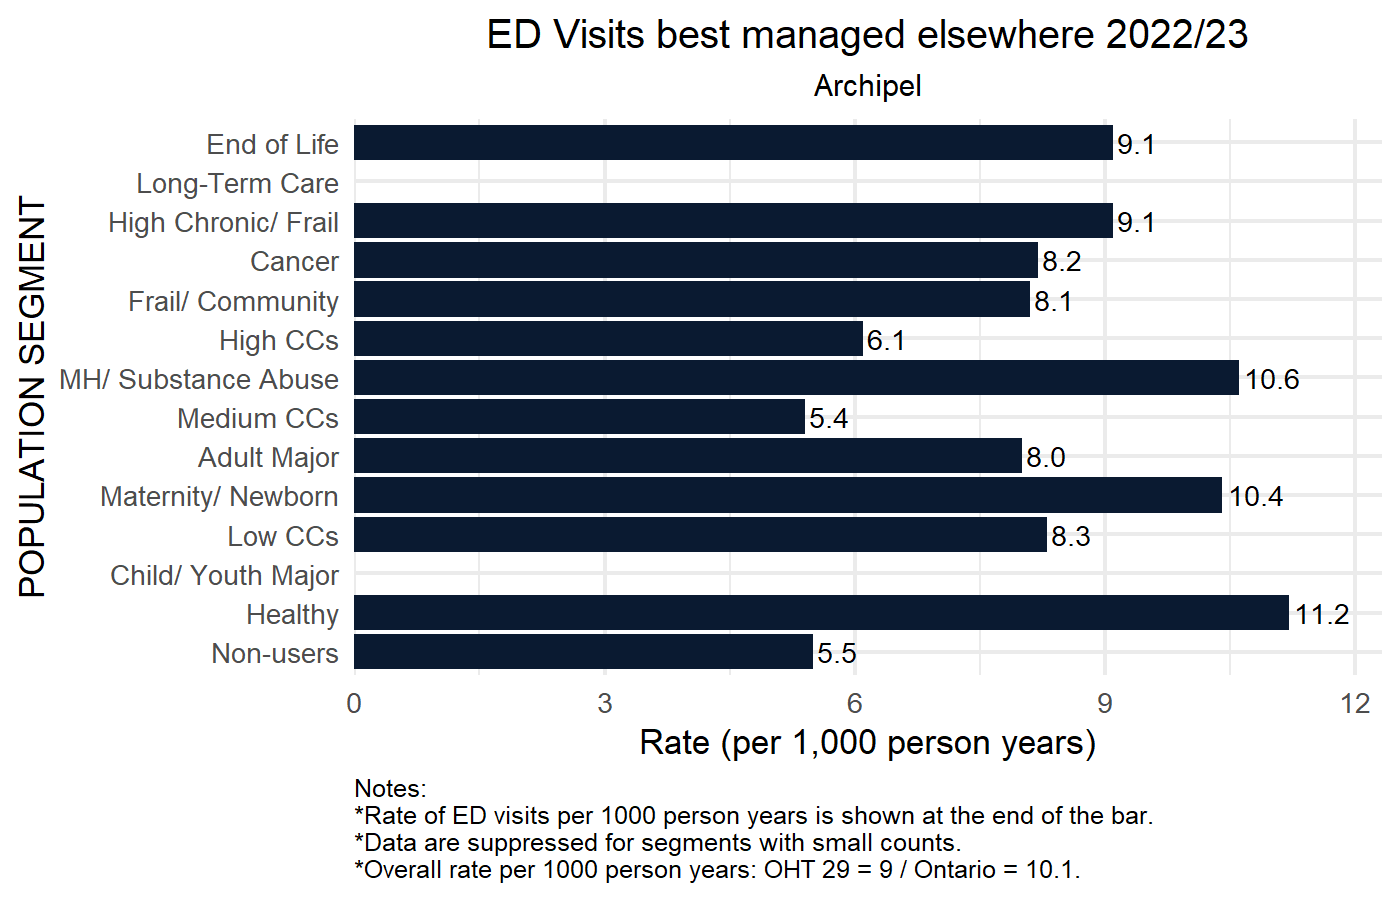 ED Visits best managed elsewhere 2022/23
Archipel
POPULATION SEGMENT
End of Life 9.1
Long-Term Care
High Chronic/ Frail 9.1
Cancer 8.2
Frail/ Community 8.1
High CCs 6.1
MH/ Substance Abuse 10.6
Medium CCs 5.4
Adult Major 8.0
Maternity/ Newborn 10.4
Low CCs 8.3
Child/ Youth Major
Healthy 11.2
Non-users 5.5
0 3 6 9 12
Rate (per 1,000 person years)
Notes:
*Rate of ED visits per 1000 person years is shown at the end of the bar.
*Data are suppressed for segments with small counts.
*Overall rate per 1000 person years: OHT 29 = 9 / Ontario = 10.1.